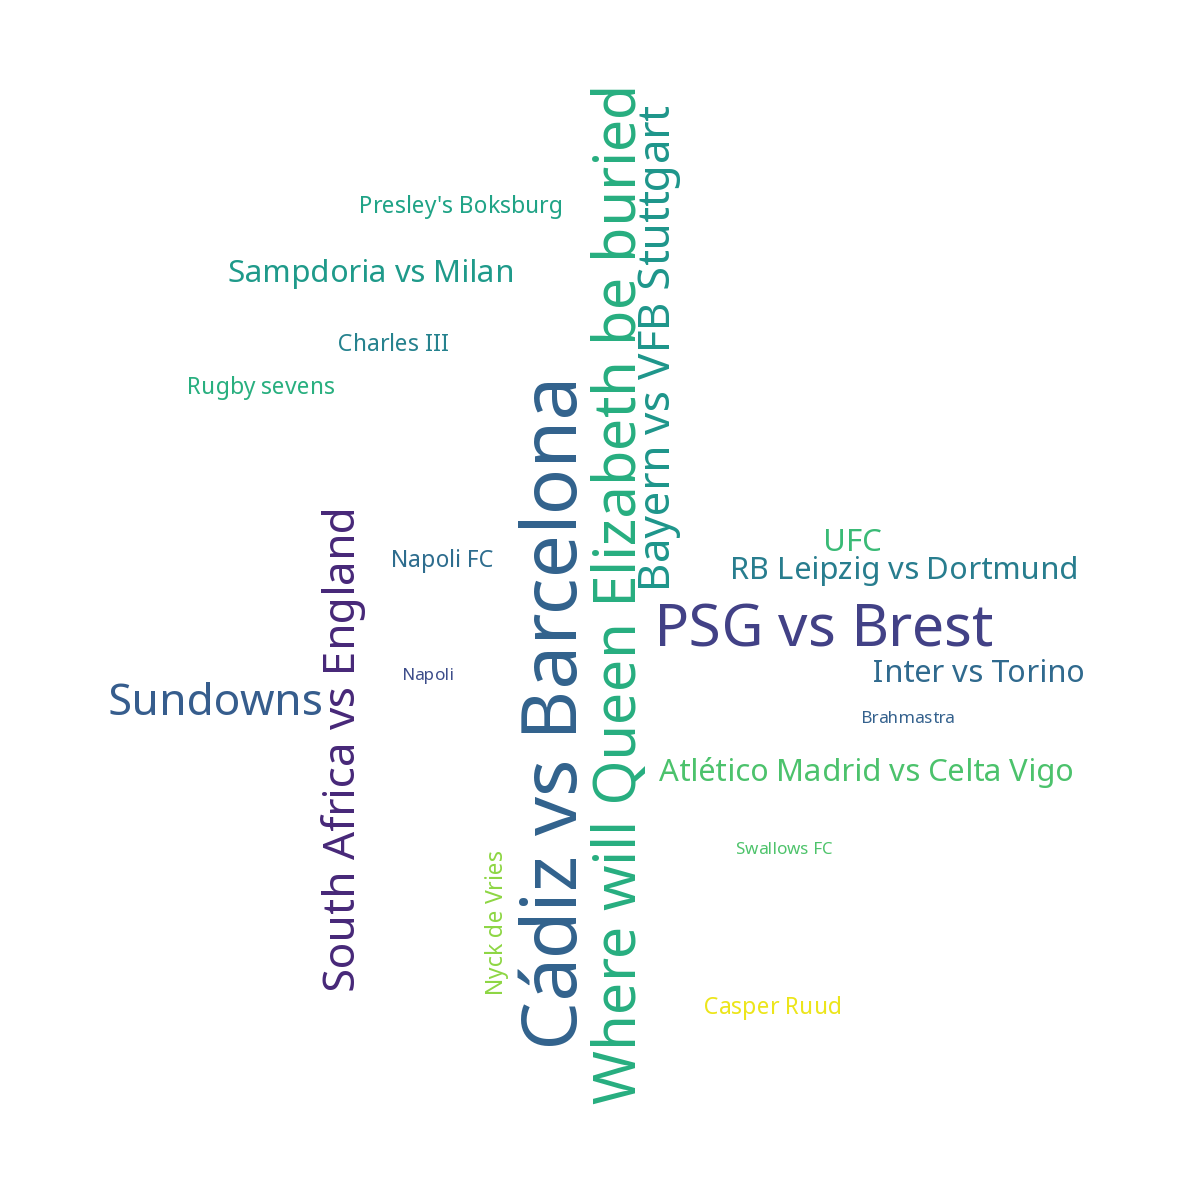 Where will Queen Elizabeth be buried
Bayern vs VFB Stuttgart
Presley's Boksburg
Sampdoria vs Milan
Charles III
Rugby sevens
Cádiz vs Barcelona
South Africa vs England
UFC
Napoli FC
RB Leipzig vs Dortmund
PSG vs Brest
Inter vs Torino
Napoli
Sundowns
Brahmastra
Atlético Madrid vs Celta Vigo
Swallows FC
Nyck de Vries
Casper Ruud